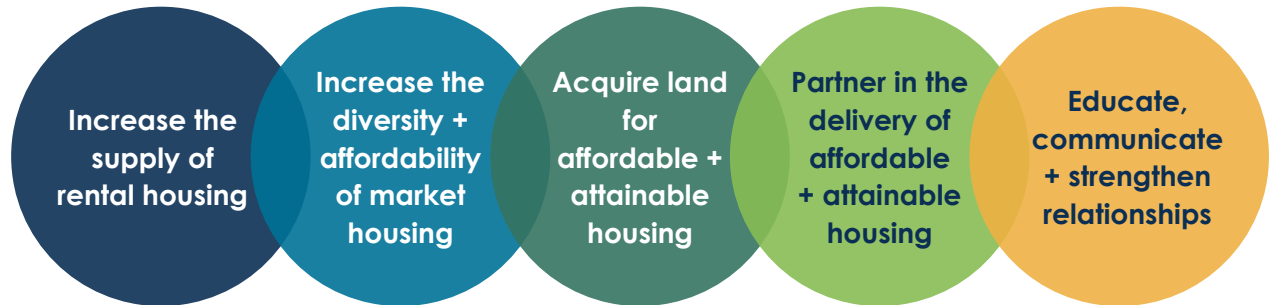 Increase the
supply of
rental housing
Increase the
diversity +
affordability
of market
housing
Acquire land
for
affordable +
attainable
housing
Partner in the
delivery of
affordable
+ attainable
housing
Educate,
communicate
+ strengthen
relationships